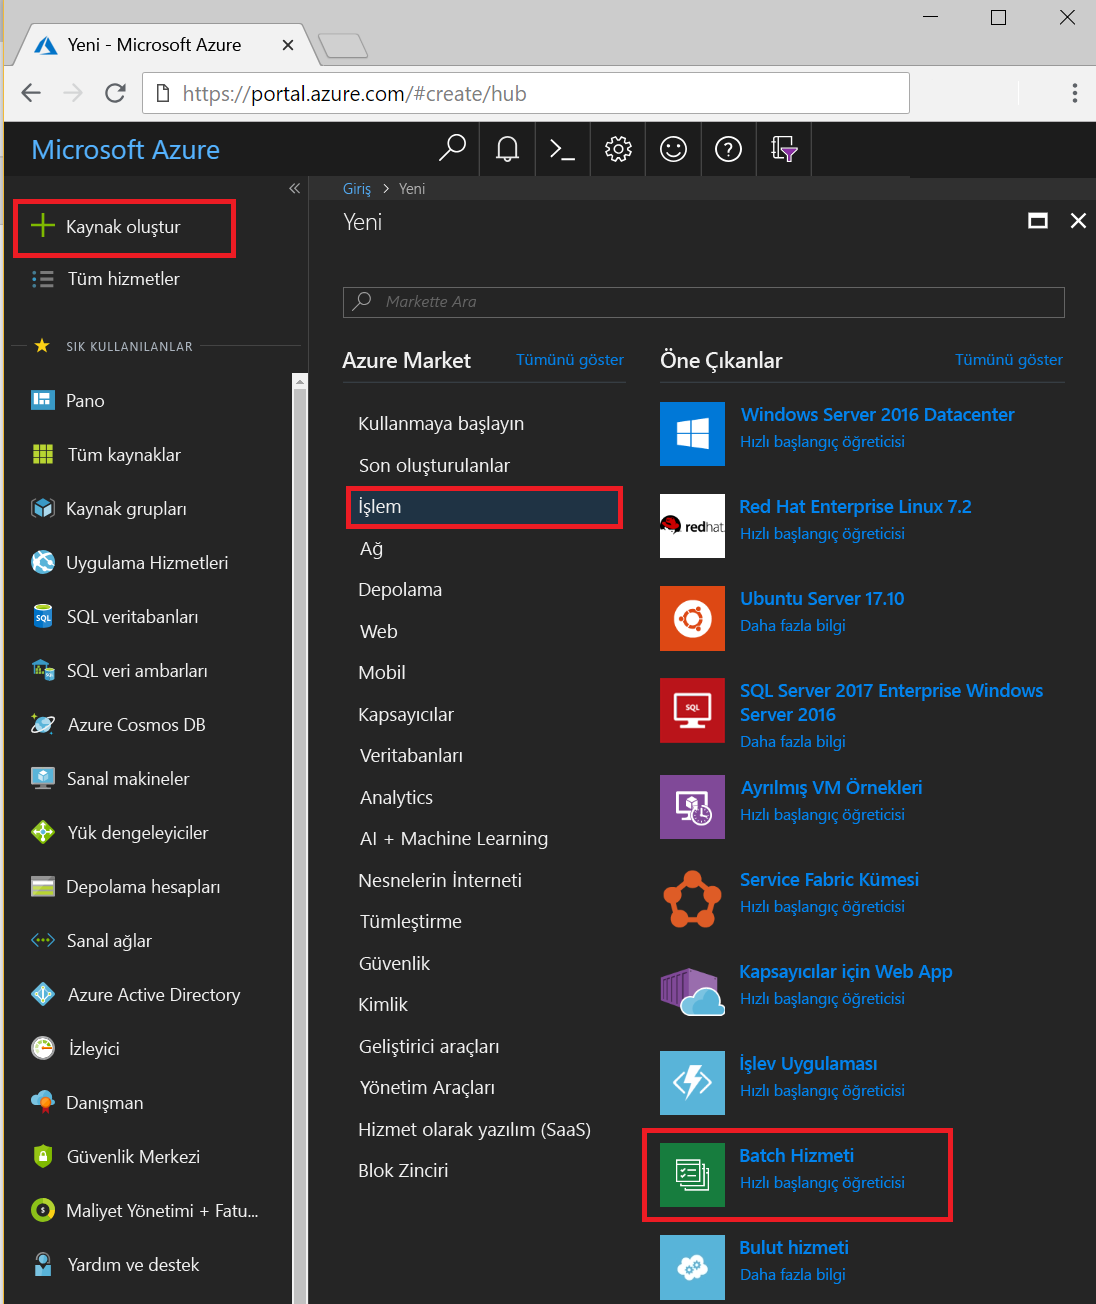 Yeni - Microsoft Azure
https://portal.azure.com/#create/hub
Microsoft Azure
Giriş > Yeni
Yeni
Kaynak oluştur
Tüm hizmetler
SIK KULLANILANLAR
Pano
Tüm kaynaklar
Kaynak grupları
Uygulama Hizmetleri
SQL veritabanları
SQL veri ambarları
Azure Cosmos DB
Sanal makineler
Yük dengeleyiciler
Depolama hesapları
Sanal ağlar
Azure Active Directory
İzleyici
Danışman
Güvenlik Merkezi
Maliyet Yönetimi + Fatu...
Yardım ve destek
Markette Ara
Azure Market
Tümünü göster
Kullanmaya başlayın
Son oluşturulanlar
İşlem
Ağ
Depolama
Web
Mobil
Kapsayıcılar
Veritabanları
Analytics
AI + Machine Learning
Nesnelerin İnterneti
Tümleştirme
Güvenlik
Kimlik
Geliştirici araçları
Yönetim Araçları
Hizmet olarak yazılım (SaaS)
Blok Zinciri
Öne Çıkanlar
Tümünü göster
Windows Server 2016 Datacenter
Hızlı başlangıç öğreticisi
redhat
Red Hat Enterprise Linux 7.2
Hızlı başlangıç öğreticisi
Ubuntu Server 17.10
Daha fazla bilgi
SQL
SQL Server 2017 Enterprise Windows
Server 2016
Daha fazla bilgi
Ayrılmış VM Örnekleri
Hızlı başlangıç öğreticisi
Service Fabric Kümesi
Hızlı başlangıç öğreticisi
Kapsayıcılar için Web App
Hızlı başlangıç öğreticisi
İşlev Uygulaması
Hızlı başlangıç öğreticisi
Batch Hizmeti
Hızlı başlangıç öğreticisi
Bulut hizmeti
Daha fazla bilgi